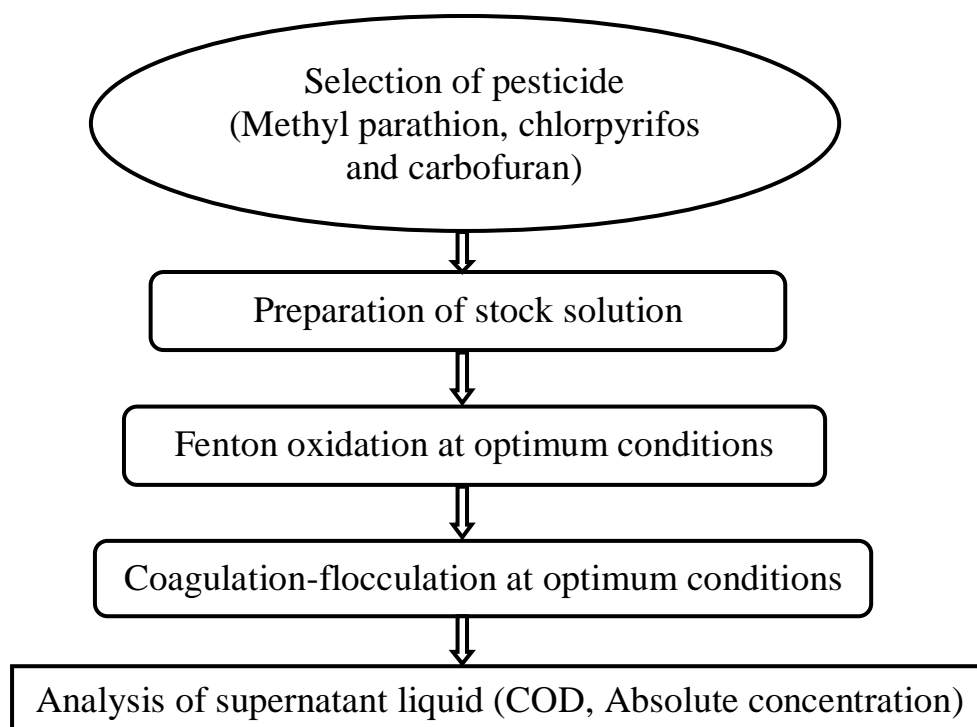 Selection of pesticide
(Methyl parathion, chlorpyrifos
and carbofuran)
Preparation of stock solution
Fenton oxidation at optimum conditions
Coagulation-flocculation at optimum conditions
Analysis of supernatant liquid (COD, Absolute concentration)